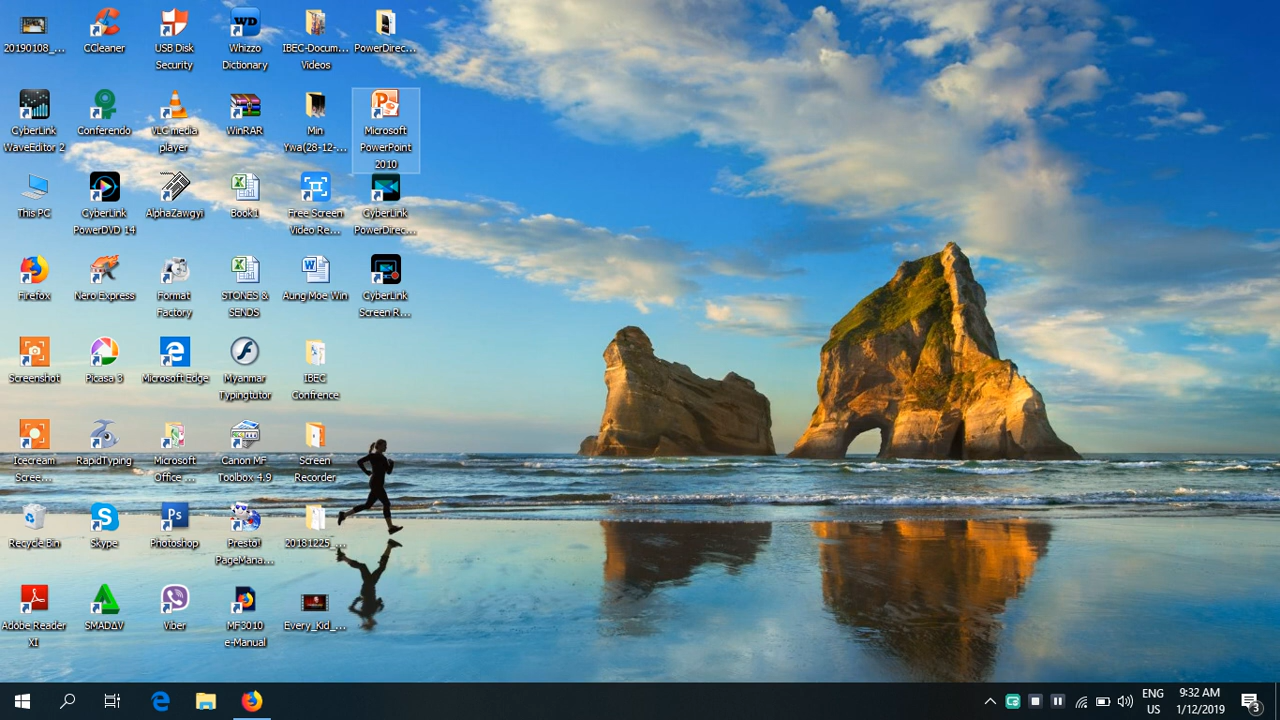 20190108_...
CCleaner
USB Disk
Security
Whizzo
Dictionary
IBEC-Docum...
Videos
PowerDirec...
CyberLink
WaveEditor 2
Conferendo
VLC media
player
WinRAR
Min
Ywa(28-12-...
Microsoft
PowerPoint
2010
This PC
CyberLink
PowerDVD 14
AlphaZawgyi
Book1
Free Screen
Video Re...
CyberLink
PowerDirec...
Firefox
Nero Express
Format
Factory
STONES &
SENDS
Aung Moe Win
CyberLink
Screen R...
Screenshot
Picasa 3
Microsoft Edge
Myanmar
Typingtutor
IBEC
Confrence
Icecream
Scree...
RapidTyping
Microsoft
Office ...
Canon MF
Toolbox 4.9
Screen
Recorder
Recycle Bin
Skype
Photoshop
Presto!
PageMana...
20181225_...
Adobe Reader
XI
SMADAV
Viber
MF3010
e-Manual
Every_Kid_...
ENG
US
9:32 AM
1/12/2019
3